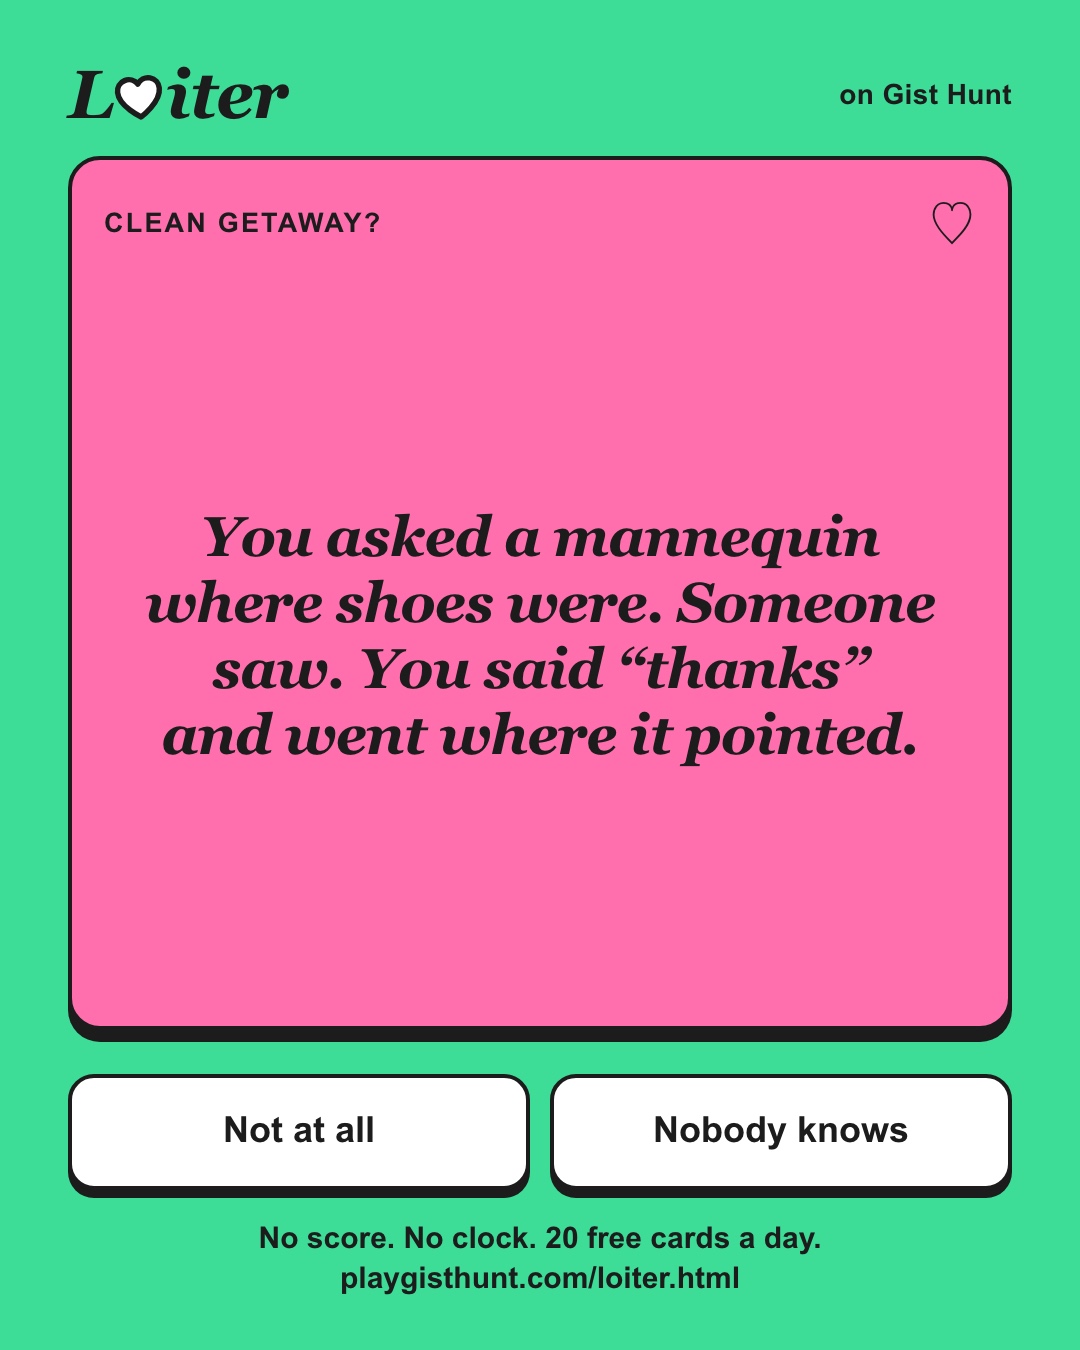 Loiter
on Gist Hunt
CLEAN GETAWAY?
You asked a mannequin
where shoes were. Someone
saw. You said “thanks”
and went where it pointed.
Not at all
Nobody knows
No score. No clock. 20 free cards a day.
playgisthunt.com/loiter.html